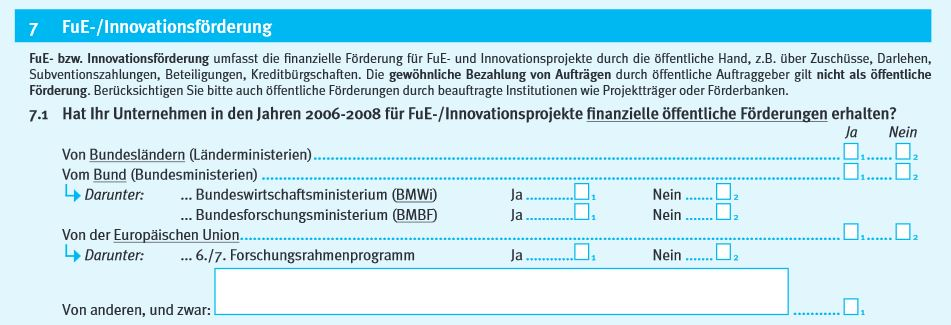 7 FuE-/Innovationsförderung
FuE- bzw. Innovationsförderung umfasst die finanzielle Förderung für FuE- und Innovationsprojekte durch die öffentliche Hand, z.B. über Zuschüsse, Darlehen,
Subventionszahlungen, Beteiligungen, Kreditbürgschaften. Die gewöhnliche Bezahlung von Aufträgen durch öffentliche Auftraggeber gilt nicht als öffentliche
Förderung. Berücksichtigen Sie bitte auch öffentliche Förderungen durch beauftragte Institutionen wie Projektträger oder Förderbanken.
7.1 Hat Ihr Unternehmen in den Jahren 2006-2008 für FuE-/Innovationsprojekte finanzielle öffentliche Förderungen erhalten?
Ja Nein
Von Bundesländern (Länderministerien) 1 2
Vom Bund (Bundesministerien) 1 2
Darunter: ... Bundeswirtschaftsministerium (BMWi) Ja 1 Nein 2
... Bundesforschungsministerium (BMBF) Ja 1 Nein 2
Von der Europäischen Union 1 2
Darunter: ... 6./7. Forschungsrahmenprogramm Ja 1 Nein 2
Von anderen, und zwar: 1